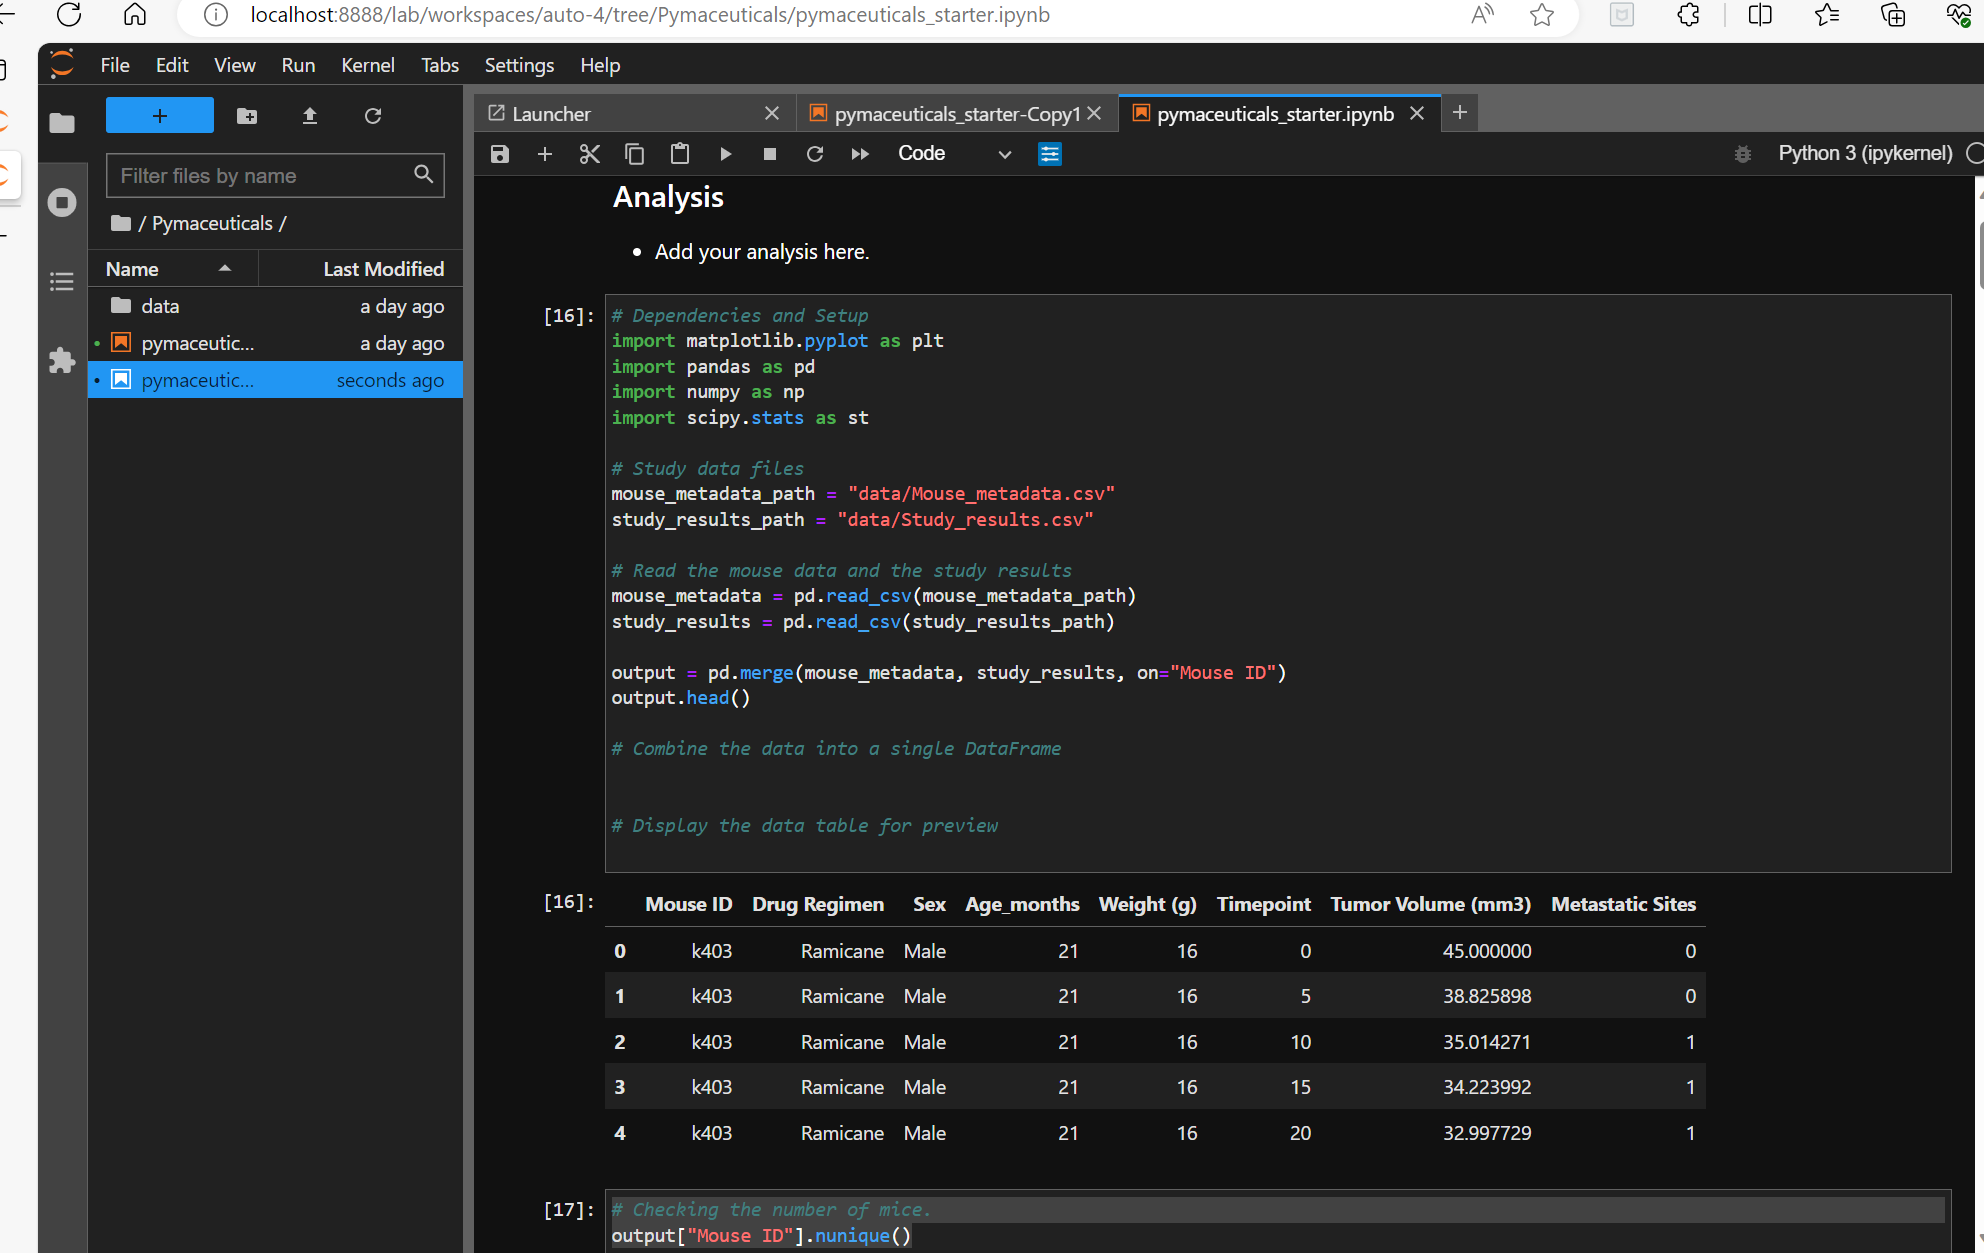 localhost:8888/lab/workspaces/auto-4/tree/Pymaceuticals/pymaceuticals_starter.ipynb
File Edit View Run Kernel Tabs Settings Help
Filter files by name
/ Pymaceuticals /
Name Last Modified
data a day ago
pymaceutic... a day ago
pymaceutic... seconds ago
Launcher pymaceuticals_starter-Copy1 pymaceuticals_starter.ipynb
Code Python 3 (ipykernel)
Analysis
• Add your analysis here.
[16]: # Dependencies and Setup
import matplotlib.pyplot as plt
import pandas as pd
import numpy as np
import scipy.stats as st
# Study data files
mouse_metadata_path = "data/Mouse_metadata.csv"
study_results_path = "data/Study_results.csv"
# Read the mouse data and the study results
mouse_metadata = pd.read_csv(mouse_metadata_path)
study_results = pd.read_csv(study_results_path)
output = pd.merge(mouse_metadata, study_results, on="Mouse ID")
output.head()
# Combine the data into a single DataFrame
# Display the data table for preview
[16]: Mouse ID Drug Regimen Sex Age_months Weight (g) Timepoint Tumor Volume (mm3) Metastatic Sites
0 k403 Ramicane Male 21 16 0 45.000000 0
1 k403 Ramicane Male 21 16 5 38.825898 0
2 k403 Ramicane Male 21 16 10 35.014271 1
3 k403 Ramicane Male 21 16 15 34.223992 1
4 k403 Ramicane Male 21 16 20 32.997729 1
[17]: # Checking the number of mice.
output["Mouse ID"].nunique()